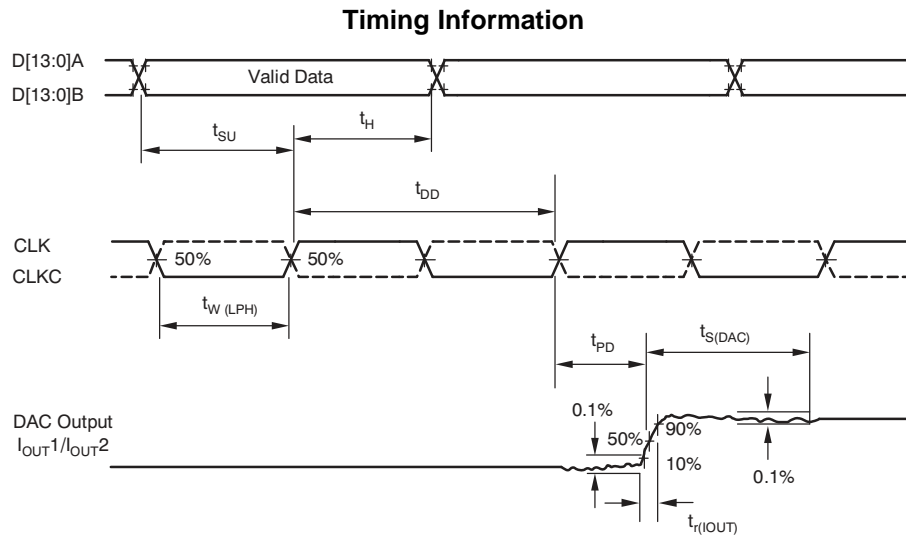 Timing Information
D[13:0]A
D[13:0]B
Valid Data
tSU
tH
tDD
CLK
CLKC
50%
50%
tW (LPH)
tPD
tS(DAC)
DAC Output
IOUT1/IOUT2
0.1%
50%
90%
10%
0.1%
tr(IOUT)